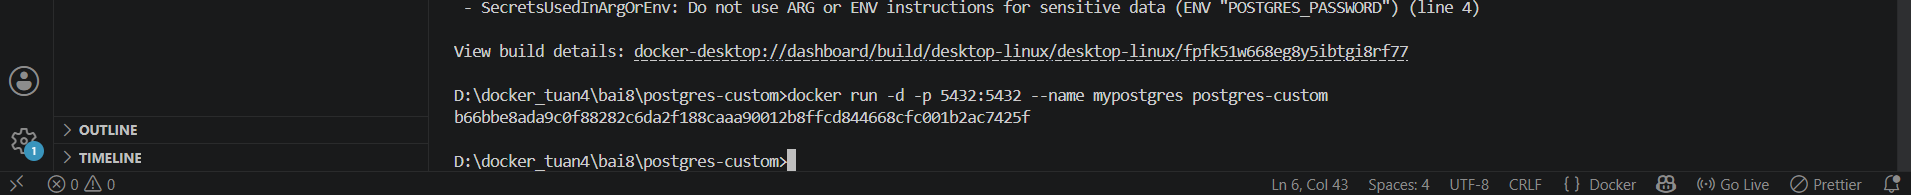 - SecretsUsedInArgOrEnv: Do not use ARG or ENV instructions for sensitive data (ENV "POSTGRES_PASSWORD") (line 4)
View build details: docker-desktop://dashboard/build/desktop-linux/desktop-linux/fpfk51w668eg8y5ibtgi8rf77
D:\docker_tuan4\bai8\postgres-custom>docker run -d -p 5432:5432 --name mypostgres postgres-custom
b66bbe8ada9c0f88282c6da2f188caaa90012b8ffcd844668cfc001b2ac7425f
D:\docker_tuan4\bai8\postgres-custom>
1
OUTLINE
TIMELINE
0 0 Ln 6, Col 43 Spaces: 4 UTF-8 CRLF { } Docker Go Live Prettier